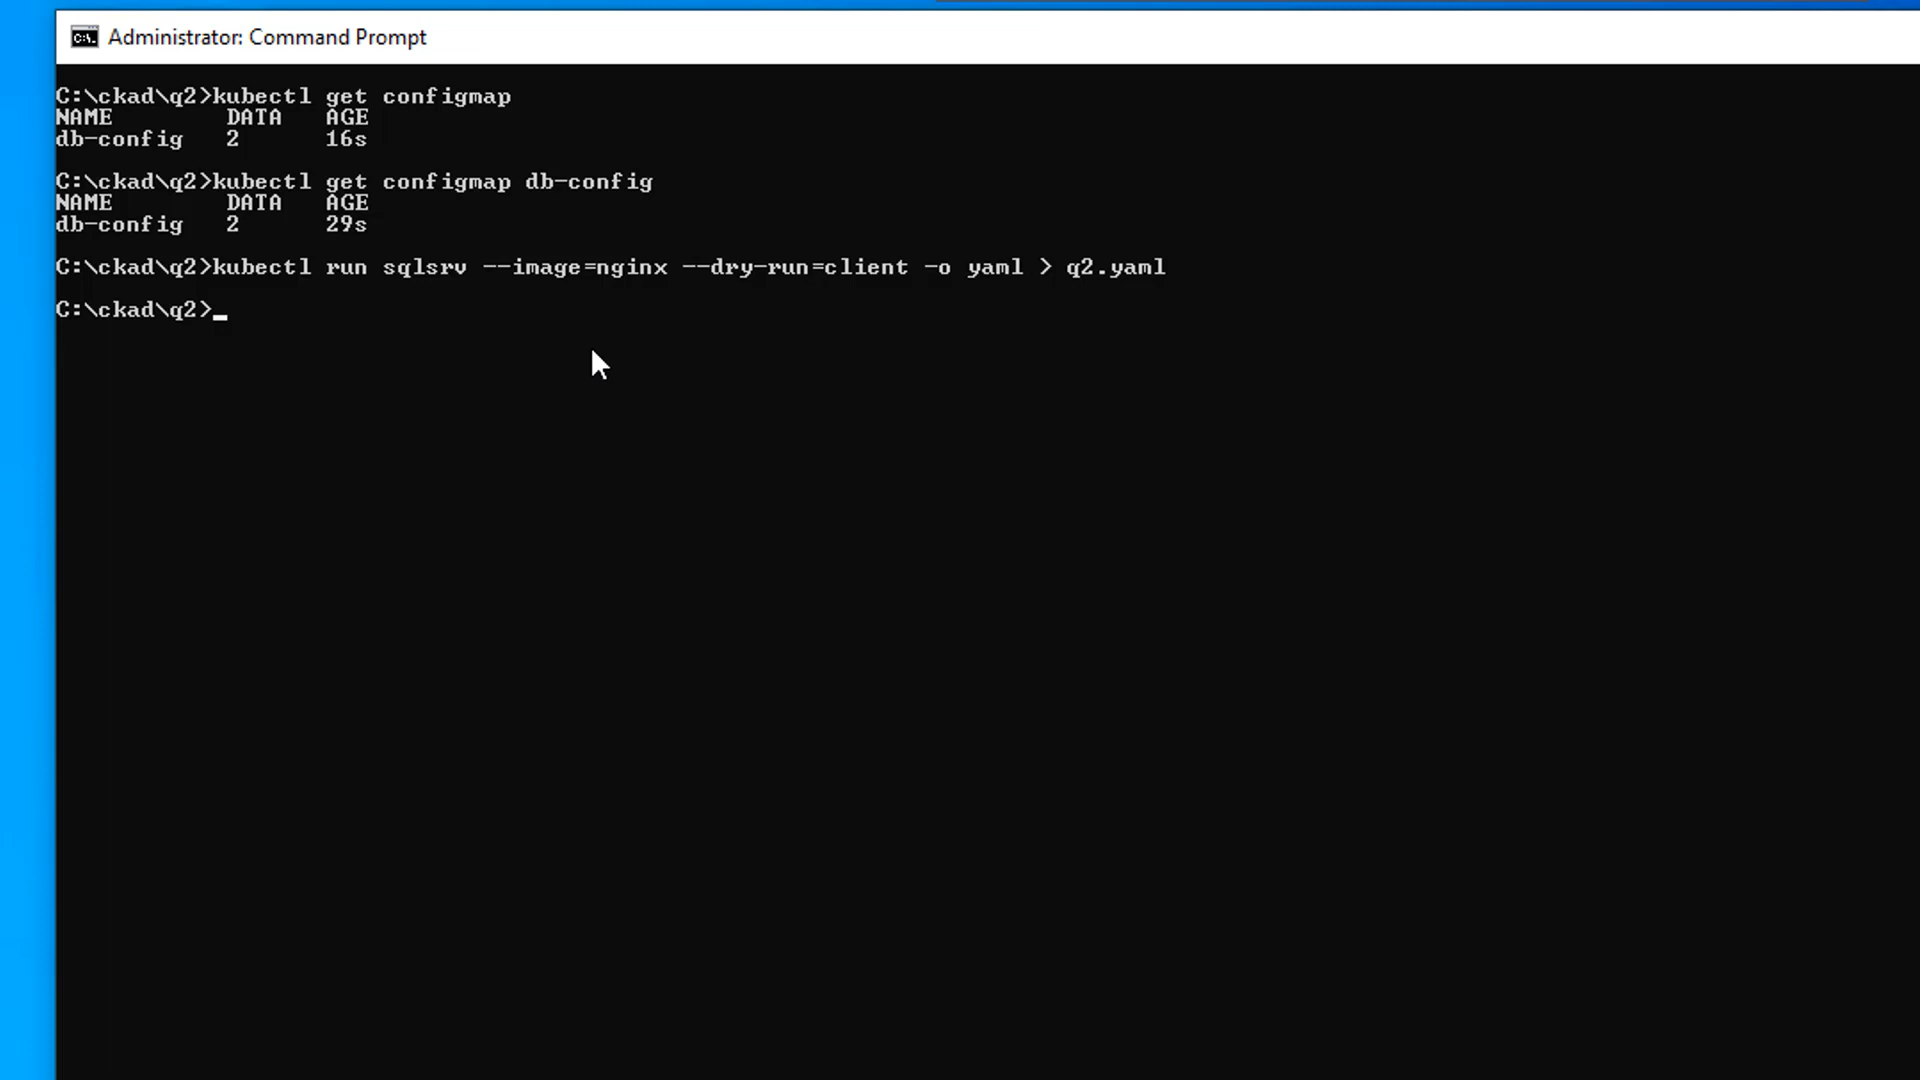 Administrator: Command Prompt
C:\ckad\q2>kubectl get configmap
NAME        DATA   AGE
db-config   2      16s
C:\ckad\q2>kubectl get configmap db-config
NAME        DATA   AGE
db-config   2      29s
C:\ckad\q2>kubectl run sqlsrv --image=nginx --dry-run=client -o yaml > q2.yaml
C:\ckad\q2>_